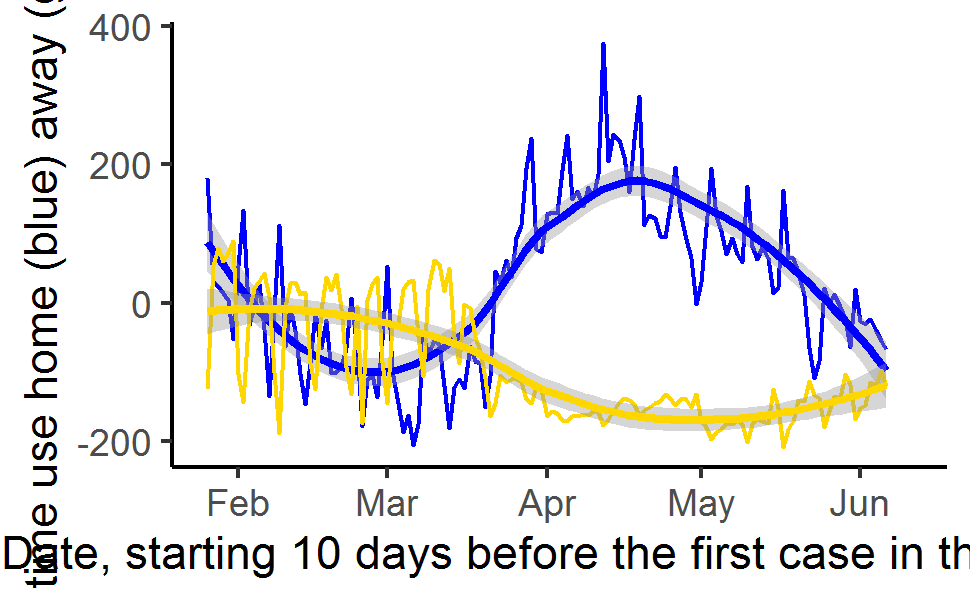 time use home (blue) away (
400
200
0
-200
Feb Mar Apr May Jun
Date, starting 10 days before the first case in th